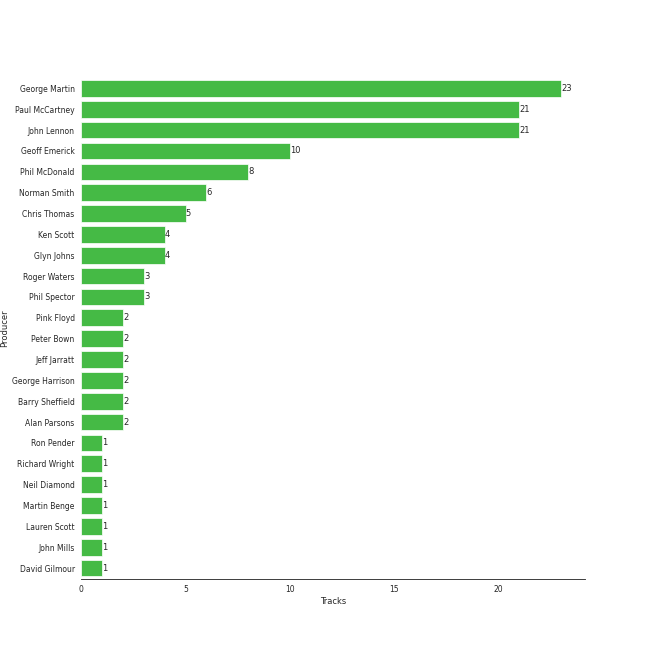 George Martin 23
Paul McCartney 21
John Lennon 21
Geoff Emerick 10
Phil McDonald 8
Norman Smith 6
Chris Thomas 5
Ken Scott 4
Glyn Johns 4
Roger Waters 3
Phil Spector 3
Pink Floyd 2
Peter Bown 2
Jeff Jarratt 2
George Harrison 2
Barry Sheffield 2
Alan Parsons 2
Ron Pender 1
Richard Wright 1
Neil Diamond 1
Martin Benge 1
Lauren Scott 1
John Mills 1
David Gilmour 1
Producer
0 5 10 15 20
Tracks